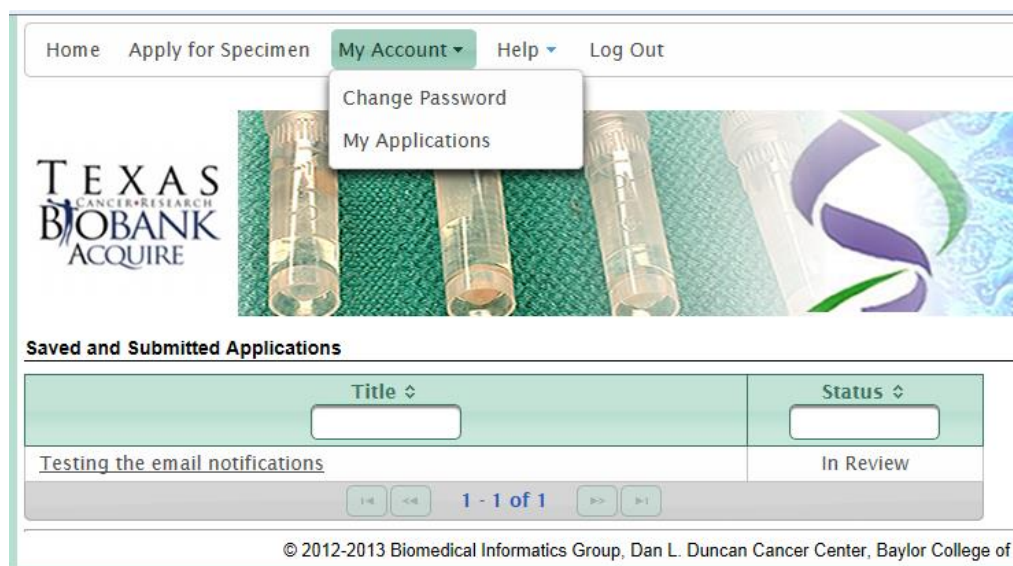 Home Apply for Specimen My Account Help Log Out
Change Password
My Applications
TEXAS
CANCER•RESEARCH
BIOBANK
ACQUIRE
Saved and Submitted Applications
Title Status
Testing the email notifications In Review
1 - 1 of 1
© 2012-2013 Biomedical Informatics Group, Dan L. Duncan Cancer Center, Baylor College of